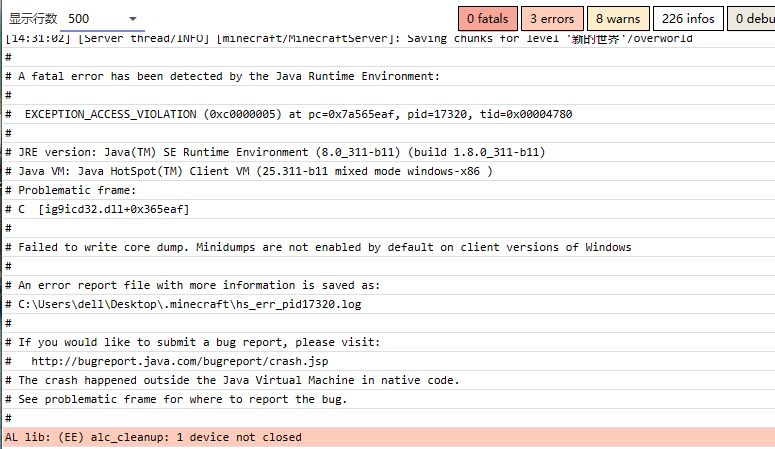 显示行数 500 0 fatals 3 errors 8 warns 226 infos 0 debu
[14:31:02] [Server thread/INFO] [minecraft/MinecraftServer]: Saving chunks for level '新的世界'/overworld
#
# A fatal error has been detected by the Java Runtime Environment:
#
#  EXCEPTION_ACCESS_VIOLATION (0xc0000005) at pc=0x7a565eaf, pid=17320, tid=0x00004780
#
# JRE version: Java(TM) SE Runtime Environment (8.0_311-b11) (build 1.8.0_311-b11)
# Java VM: Java HotSpot(TM) Client VM (25.311-b11 mixed mode windows-x86 )
# Problematic frame:
# C  [ig9icd32.dll+0x365eaf]
#
# Failed to write core dump. Minidumps are not enabled by default on client versions of Windows
#
# An error report file with more information is saved as:
# C:\Users\dell\Desktop\.minecraft\hs_err_pid17320.log
#
# If you would like to submit a bug report, please visit:
#   http://bugreport.java.com/bugreport/crash.jsp
# The crash happened outside the Java Virtual Machine in native code.
# See problematic frame for where to report the bug.
#
AL lib: (EE) alc_cleanup: 1 device not closed